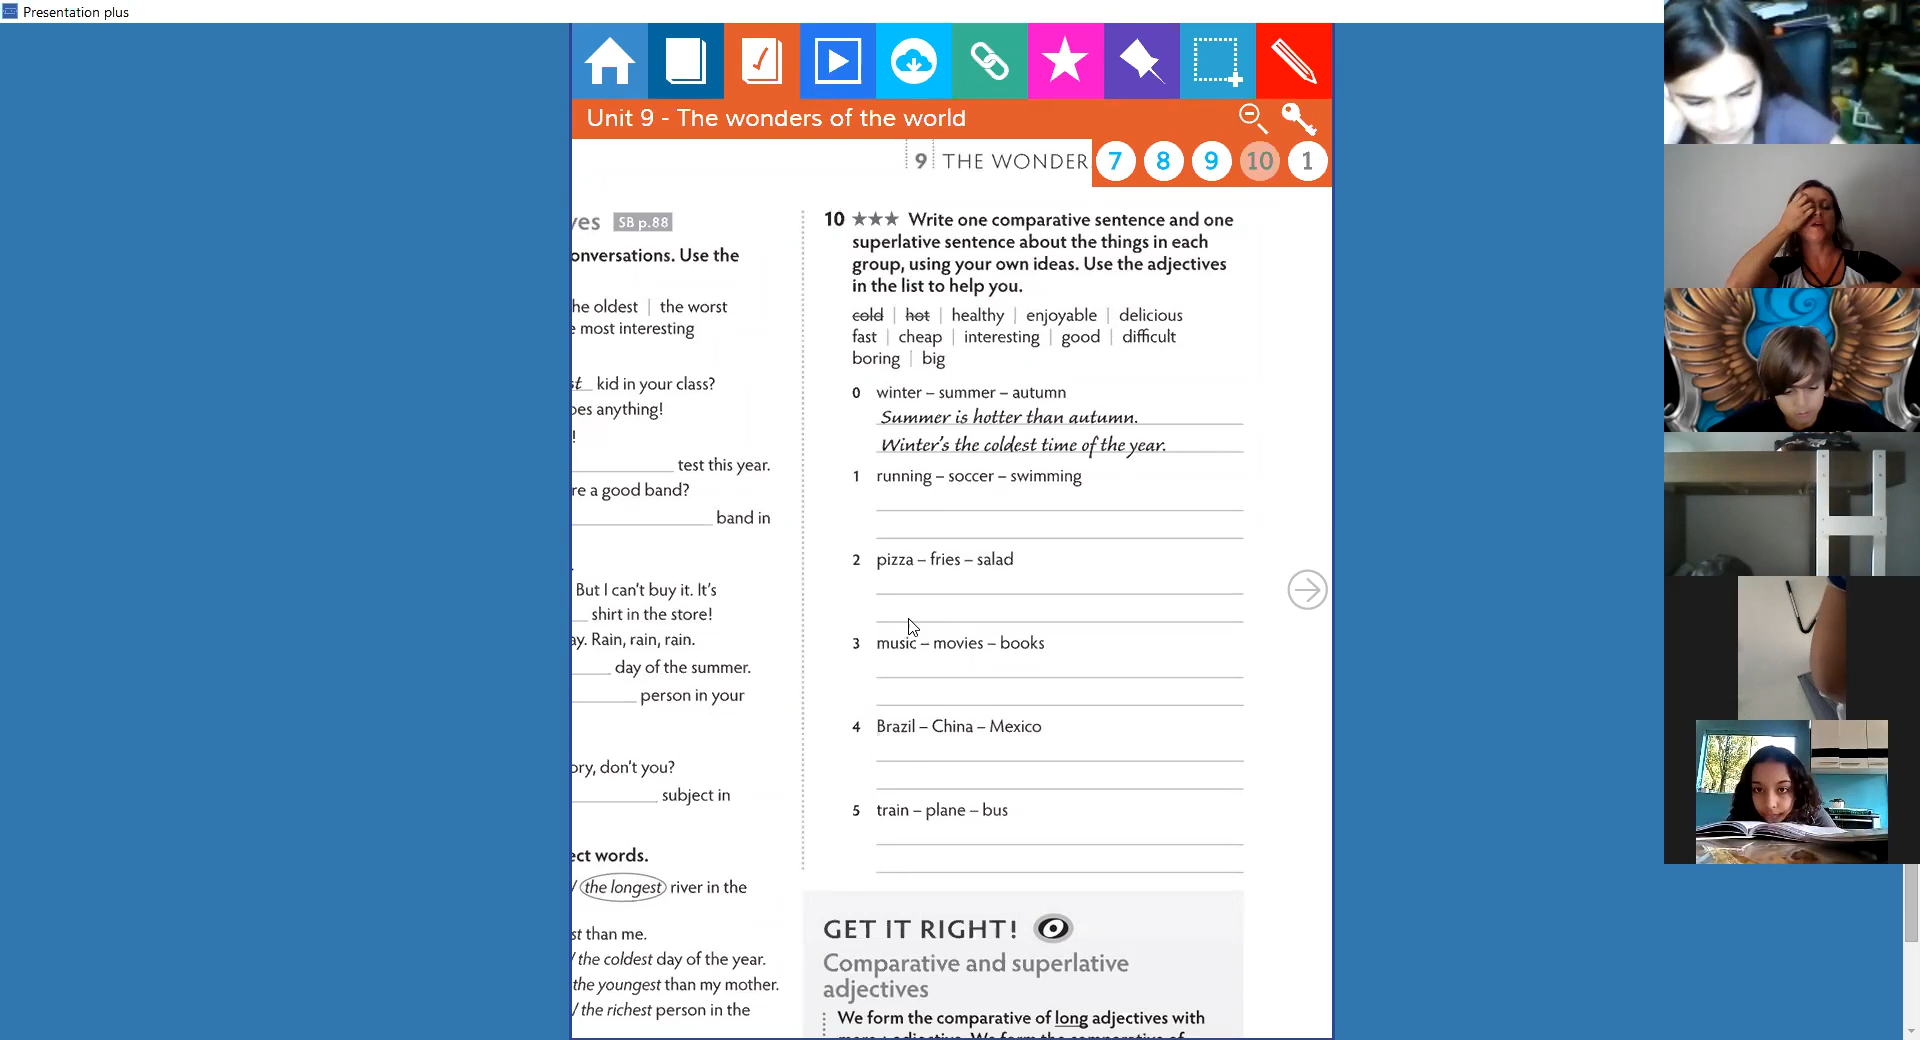 Presentation plus
Unit 9 - The wonders of the world
9 THE WONDER
7 8 9 10 1
ves SB p.88
onversations. Use the
he oldest | the worst
e most interesting
st kid in your class?
oes anything!
!
test this year.
re a good band?
band in
But I can't buy it. It's
shirt in the store!
ay. Rain, rain, rain.
day of the summer.
person in your
ory, don't you?
subject in
ect words.
/ the longest river in the
st than me.
/ the coldest day of the year.
the youngest than my mother.
/ the richest person in the
10 ★★★ Write one comparative sentence and one
superlative sentence about the things in each
group, using your own ideas. Use the adjectives
in the list to help you.
cold | hot | healthy | enjoyable | delicious
fast | cheap | interesting | good | difficult
boring | big
0 winter – summer – autumn
Summer is hotter than autumn.
Winter's the coldest time of the year.
1 running – soccer – swimming
2 pizza – fries – salad
3 music – movies – books
4 Brazil – China – Mexico
5 train – plane – bus
GET IT RIGHT!
Comparative and superlative
adjectives
We form the comparative of long adjectives with